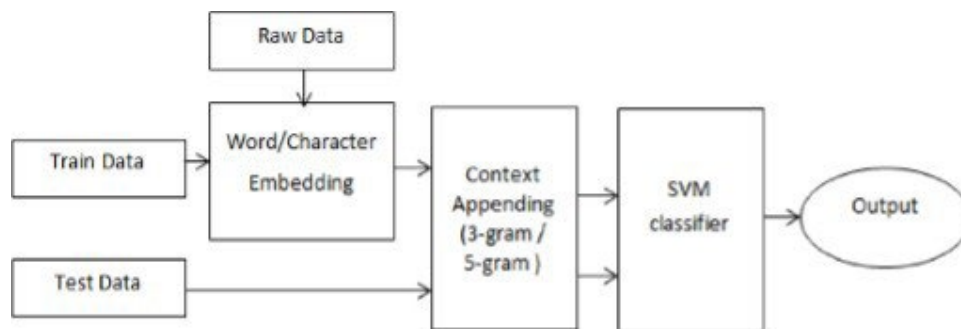 Raw Data
Train Data
Word/Character
Embedding
Test Data
Context
Appending
(3-gram /
5-gram )
SVM
classifier
Output